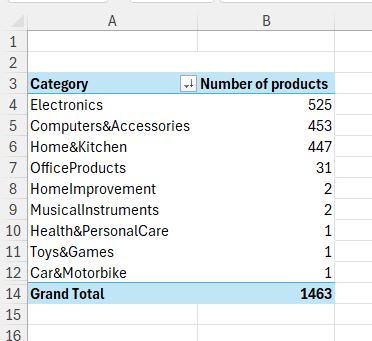 A B
1
2
3 Category Number of products
4 Electronics 525
5 Computers&Accessories 453
6 Home&Kitchen 447
7 OfficeProducts 31
8 HomeImprovement 2
9 MusicalInstruments 2
10 Health&PersonalCare 1
11 Toys&Games 1
12 Car&Motorbike 1
14 Grand Total 1463
15
16